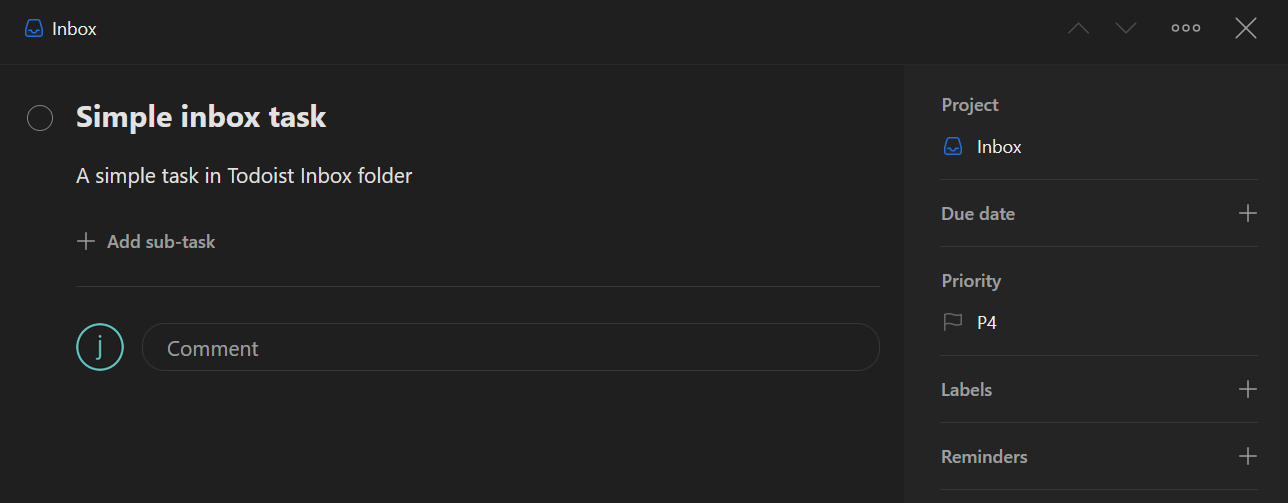 Inbox
Simple inbox task
A simple task in Todoist Inbox folder
Add sub-task
j
Comment
Project
Inbox
Due date
Priority
P4
Labels
Reminders